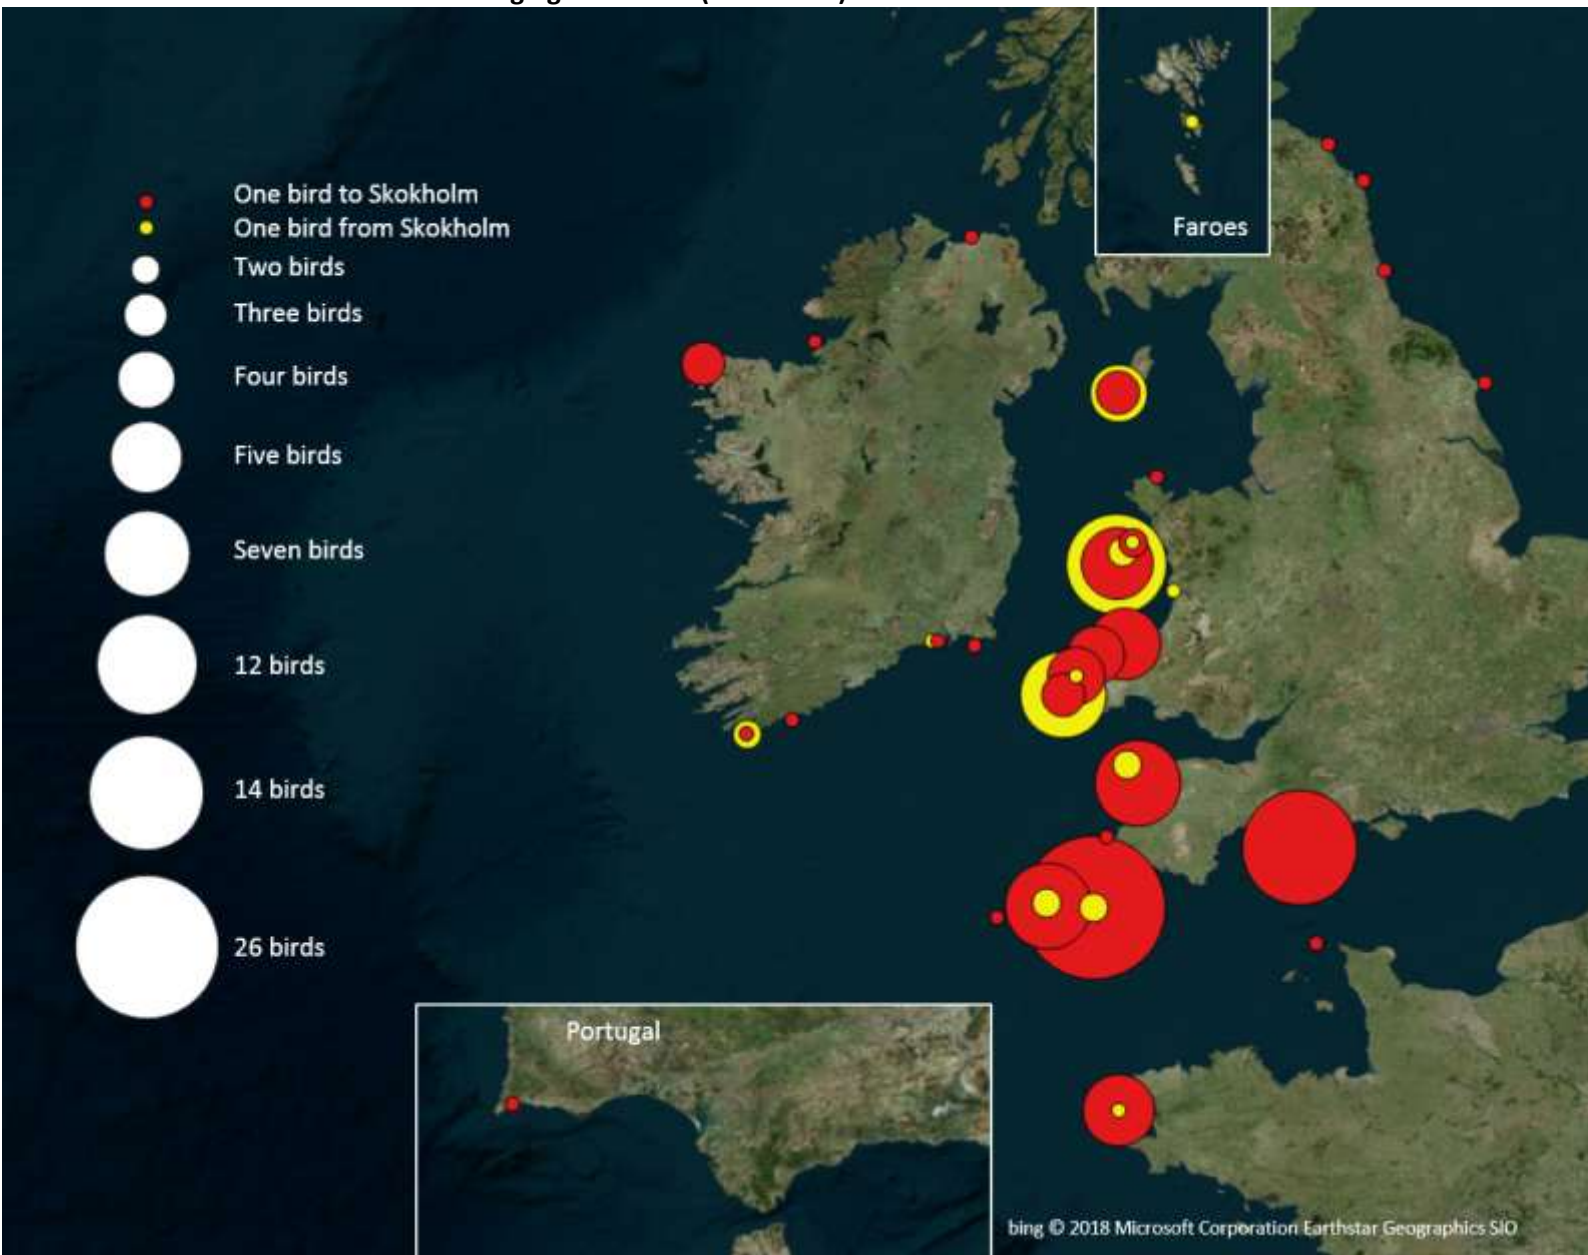 One bird to Skokholm
One bird from Skokholm
Two birds
Three birds
Four birds
Five birds
Seven birds
12 birds
14 birds
26 birds
Faroes
Portugal
bing © 2018 Microsoft Corporation Earthstar Geographics SIO